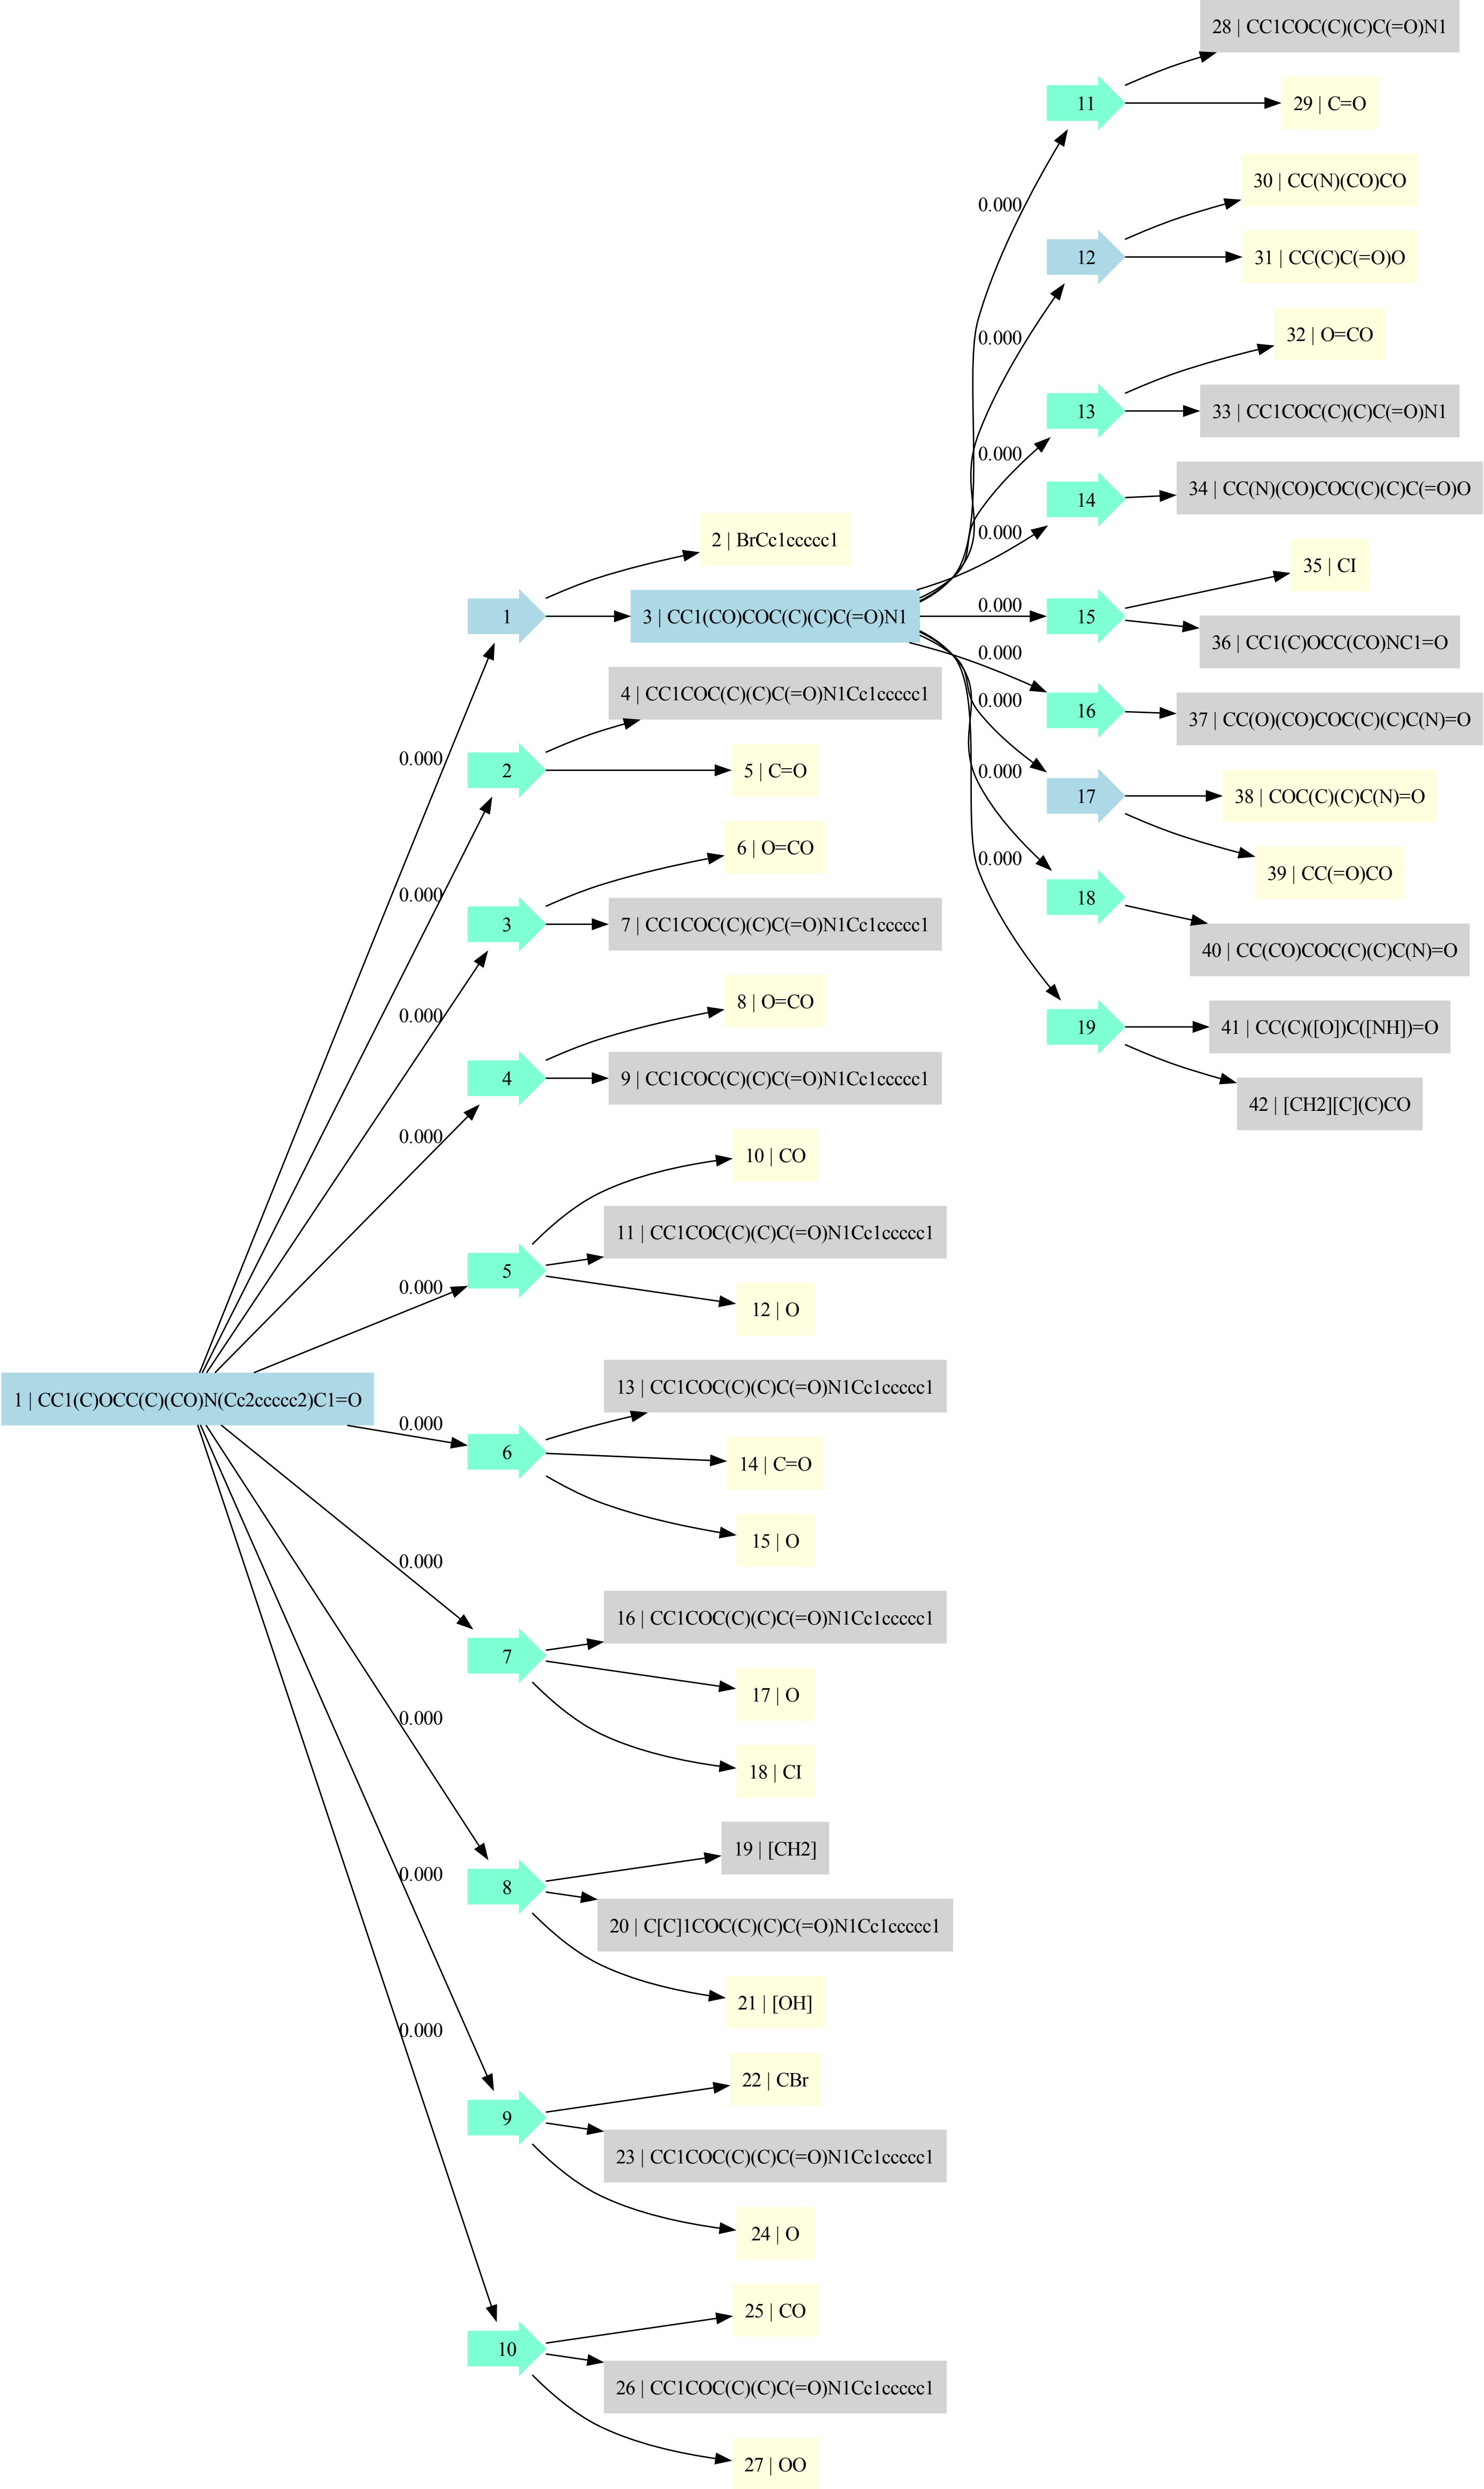 28 | CC1COC(C)(C)C(=O)N1
11
29 | C=O
0.000
30 | CC(N)(CO)CO
12
31 | CC(C)C(=O)O
0.000
32 | O=CO
13
33 | CC1COC(C)(C)C(=O)N1
0.000
34 | CC(N)(CO)COC(C)(C)C(=O)O
14
0.000
2 | BrCc1ccccc1
35 | CI
1
3 | CC1(CO)COC(C)(C)C(=O)N1
0.000
15
36 | CC1(C)OCC(CO)NC1=O
0.000
4 | CC1COC(C)(C)C(=O)N1Cc1ccccc1
0.000
16
37 | CC(O)(CO)COC(C)(C)C(N)=O
0.000
2
5 | C=O
0.000
17
38 | COC(C)(C)C(N)=O
6 | O=CO
0.000
39 | CC(=O)CO
0.000
18
3
7 | CC1COC(C)(C)C(=O)N1Cc1ccccc1
40 | CC(CO)COC(C)(C)C(N)=O
8 | O=CO
0.000
19
41 | CC(C)([O])C([NH])=O
4
9 | CC1COC(C)(C)C(=O)N1Cc1ccccc1
42 | [CH2][C](C)CO
0.000
10 | CO
11 | CC1COC(C)(C)C(=O)N1Cc1ccccc1
5
0.000
12 | O
1 | CC1(C)OCC(C)(CO)N(Cc2ccccc2)C1=O
13 | CC1COC(C)(C)C(=O)N1Cc1ccccc1
0.000
6
14 | C=O
15 | O
0.000
16 | CC1COC(C)(C)C(=O)N1Cc1ccccc1
7
17 | O
0.000
18 | CI
19 | [CH2]
0.000
8
20 | C[C]1COC(C)(C)C(=O)N1Cc1ccccc1
21 | [OH]
0.000
22 | CBr
9
23 | CC1COC(C)(C)C(=O)N1Cc1ccccc1
24 | O
25 | CO
10
26 | CC1COC(C)(C)C(=O)N1Cc1ccccc1
27 | OO